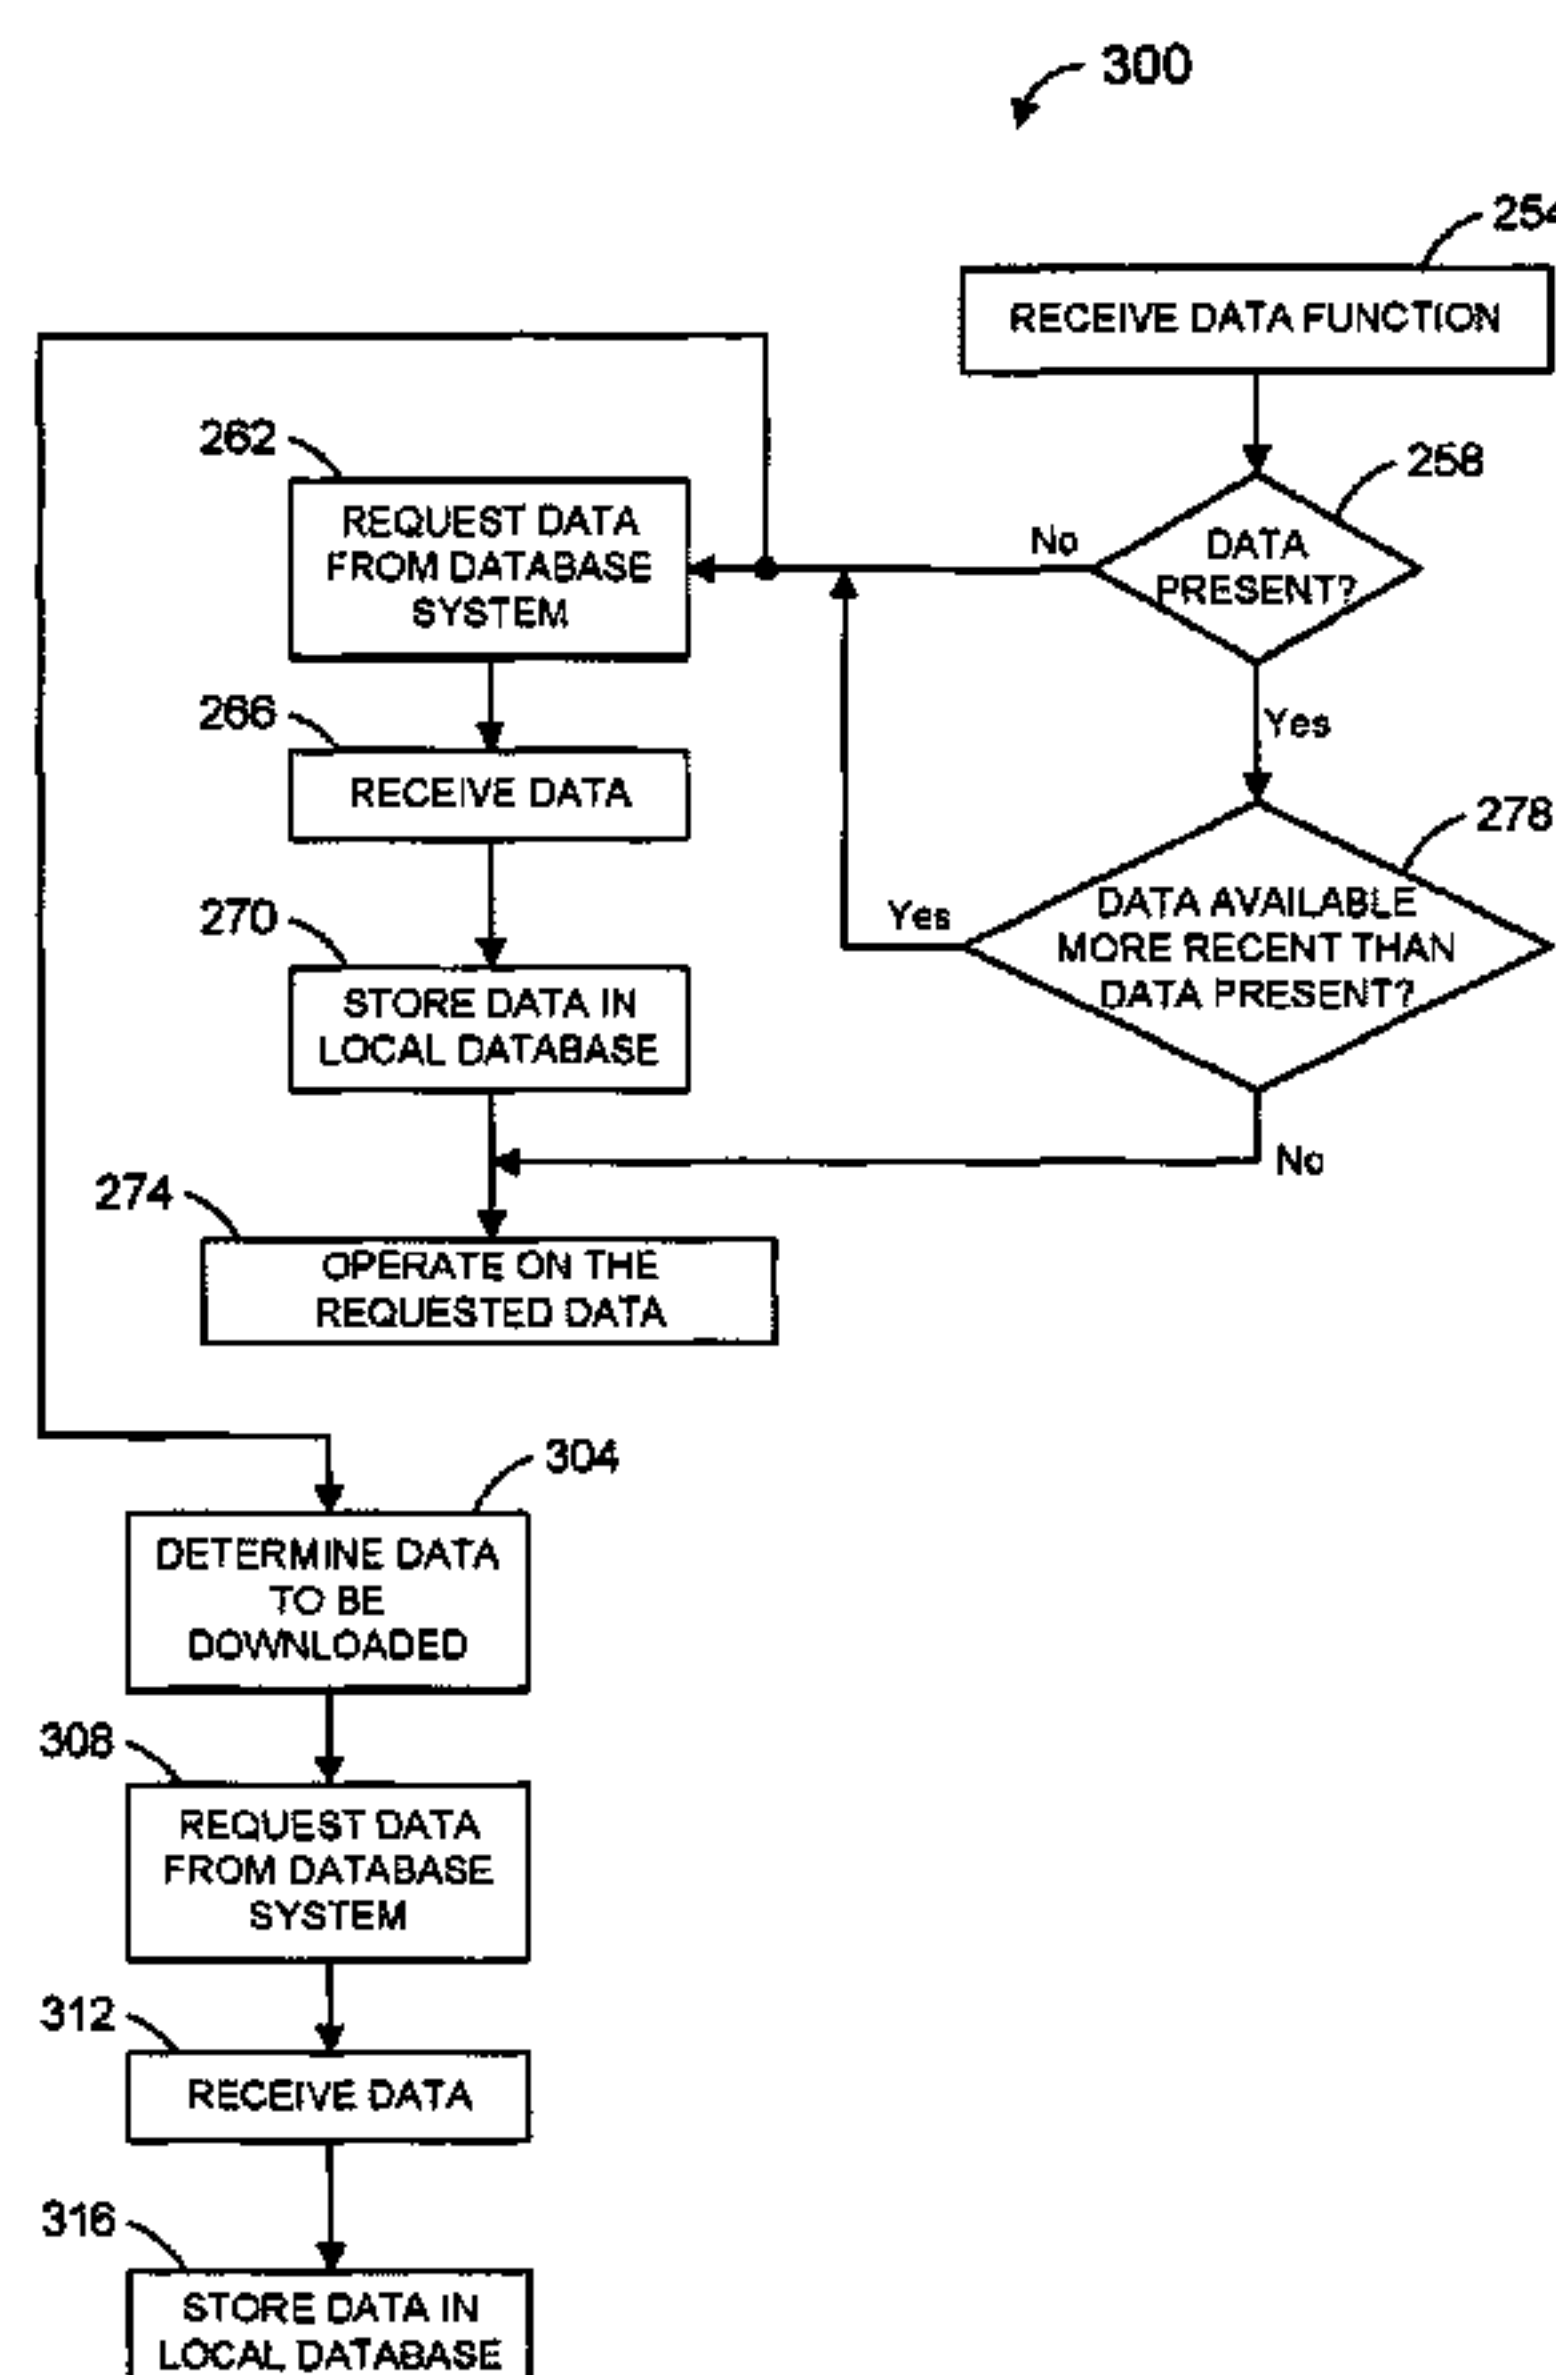 300
254
RECEIVE DATA FUNCTION
262
REQUEST DATA
FROM DATABASE
SYSTEM
No
258
DATA
PRESENT?
Yes
266
RECEIVE DATA
278
DATA AVAILABLE
MORE RECENT THAN
DATA PRESENT?
Yes
No
270
STORE DATA IN
LOCAL DATABASE
274
OPERATE ON THE
REQUESTED DATA
304
DETERMINE DATA
TO BE
DOWNLOADED
308
REQUEST DATA
FROM DATABASE
SYSTEM
312
RECEIVE DATA
316
STORE DATA IN
LOCAL DATABASE